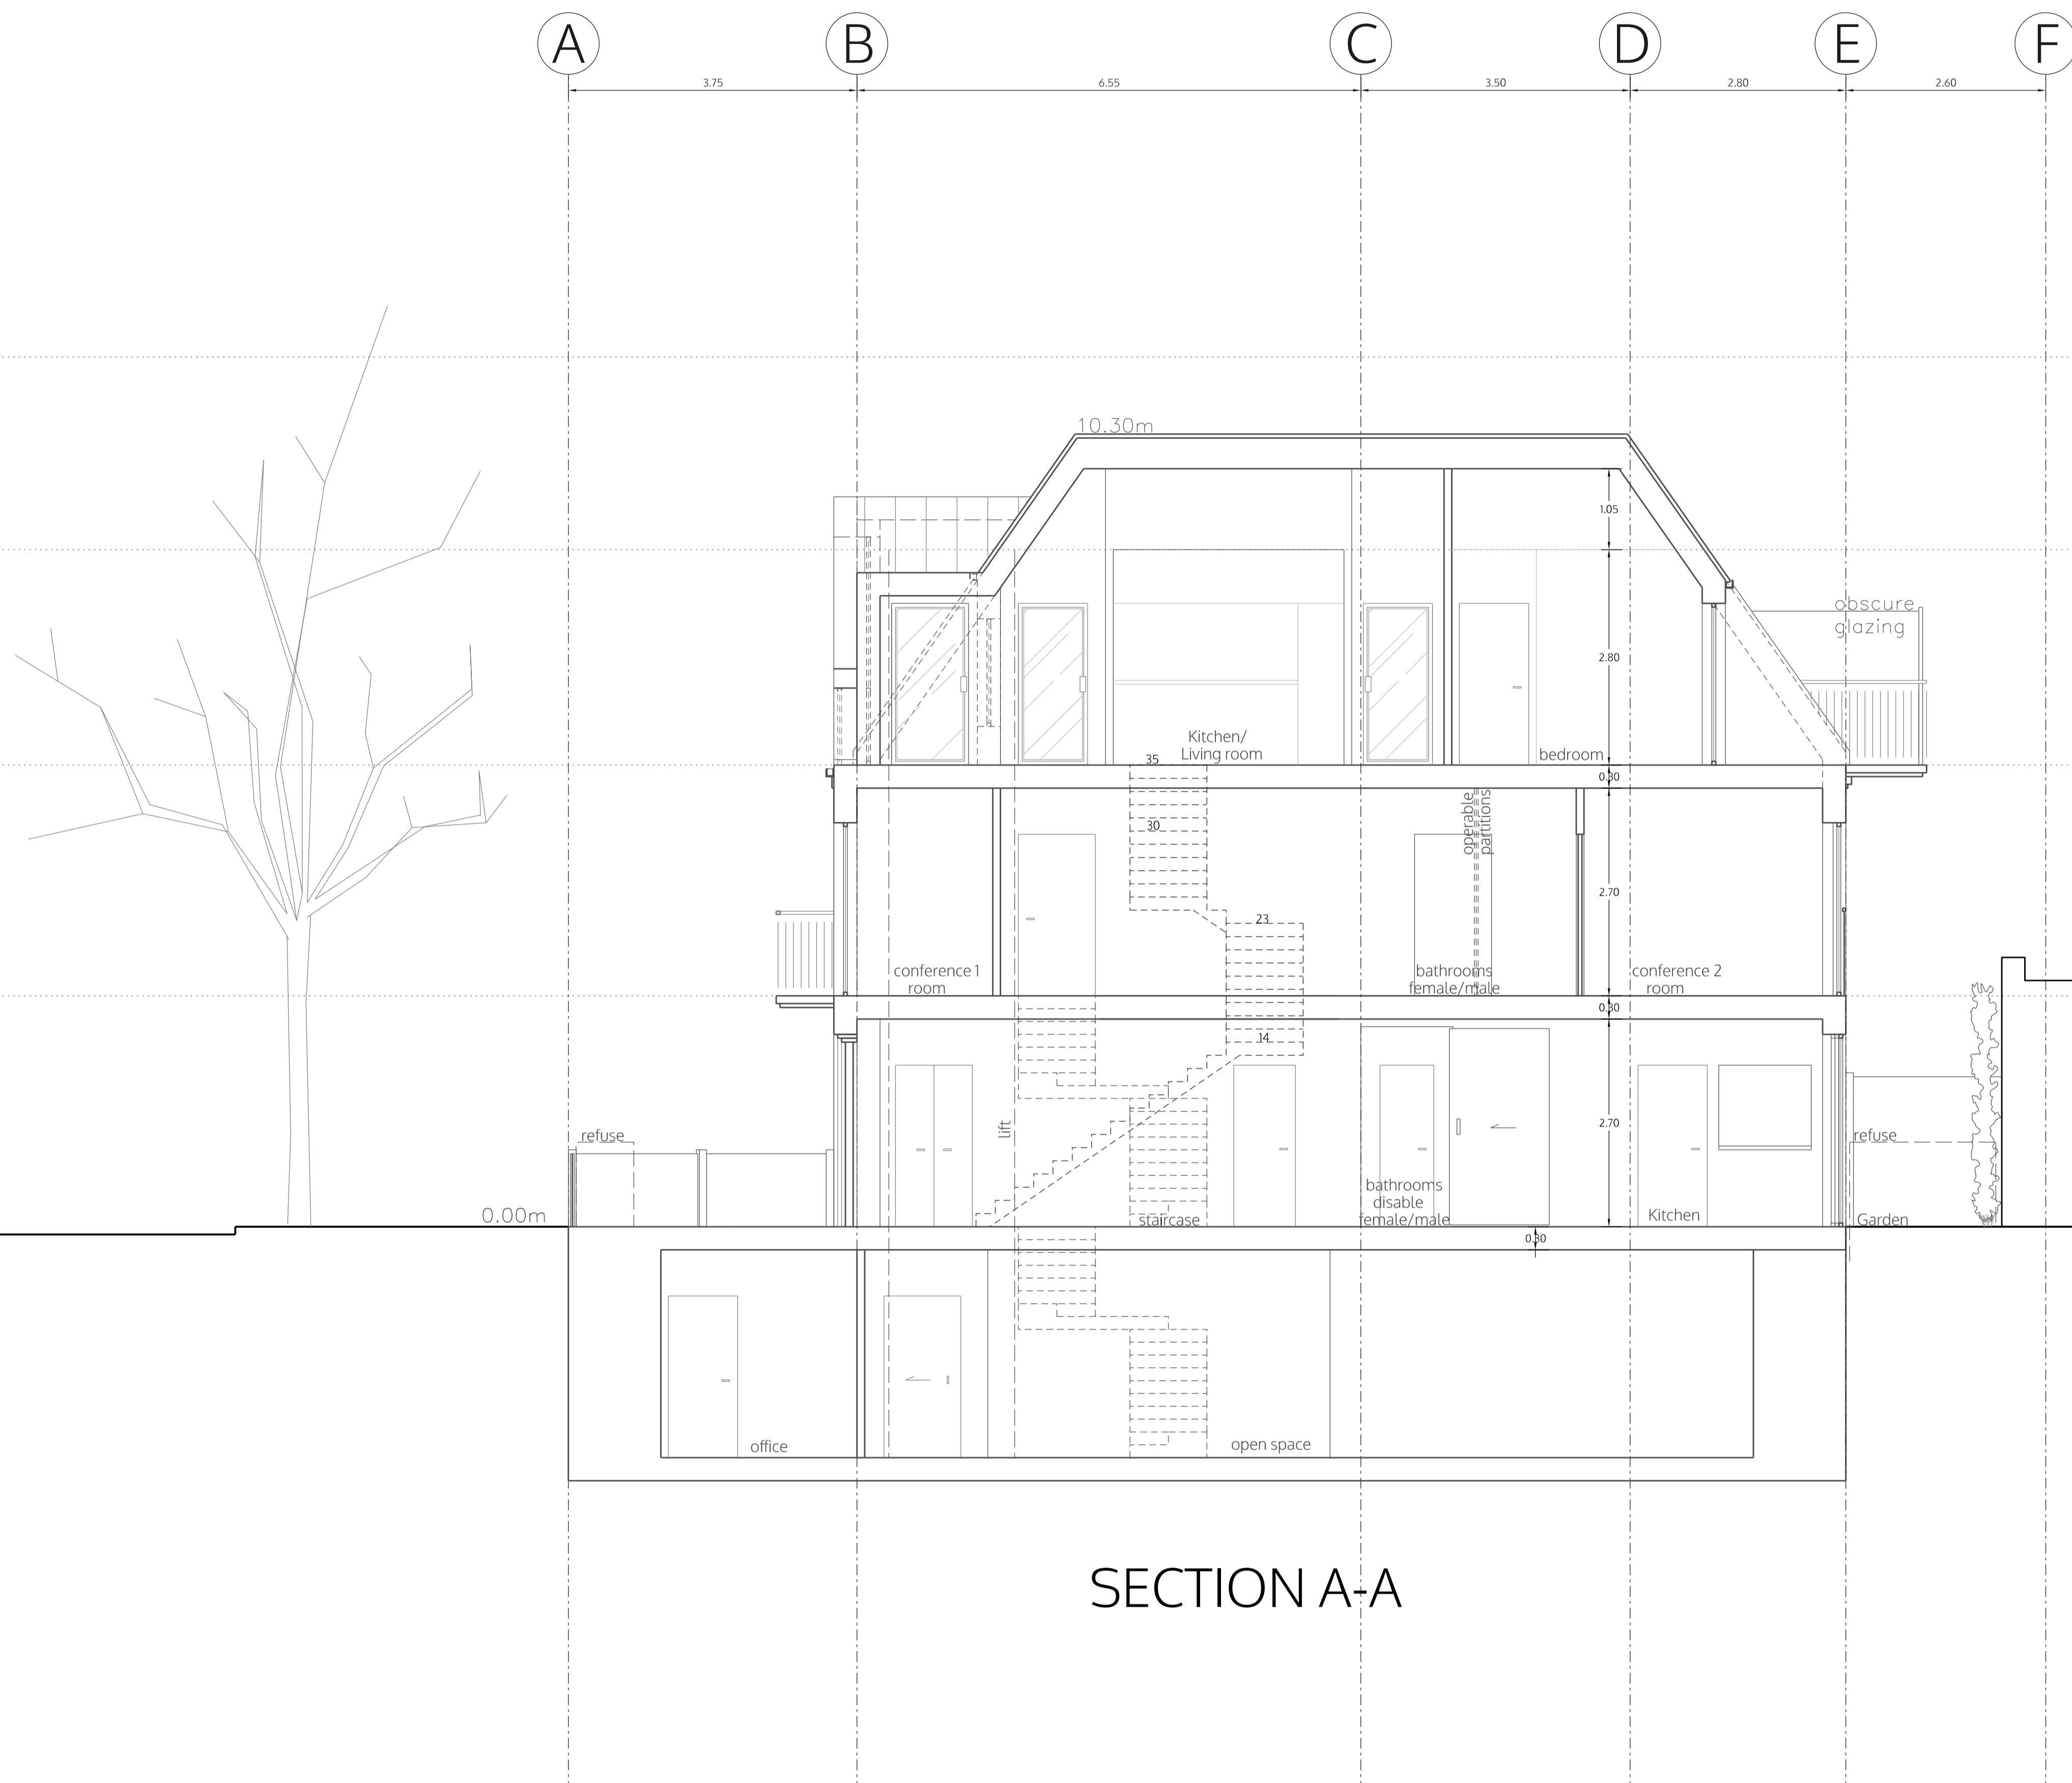 A B C D E F
3.75 6.55 3.50 2.80 2.60
10.30m
1.05
obscure
glazing
2.80
Kitchen/
Living room
bedroom
35
0.30
operable
partitions
30
2.70
23
conference 1
room
bathrooms
female/male
conference 2
room
0.30
14
2.70
lift
refuse
refuse
bathrooms
disable
female/male
0.00m
staircase
Kitchen
Garden
0.30
office
open space
SECTION A-A